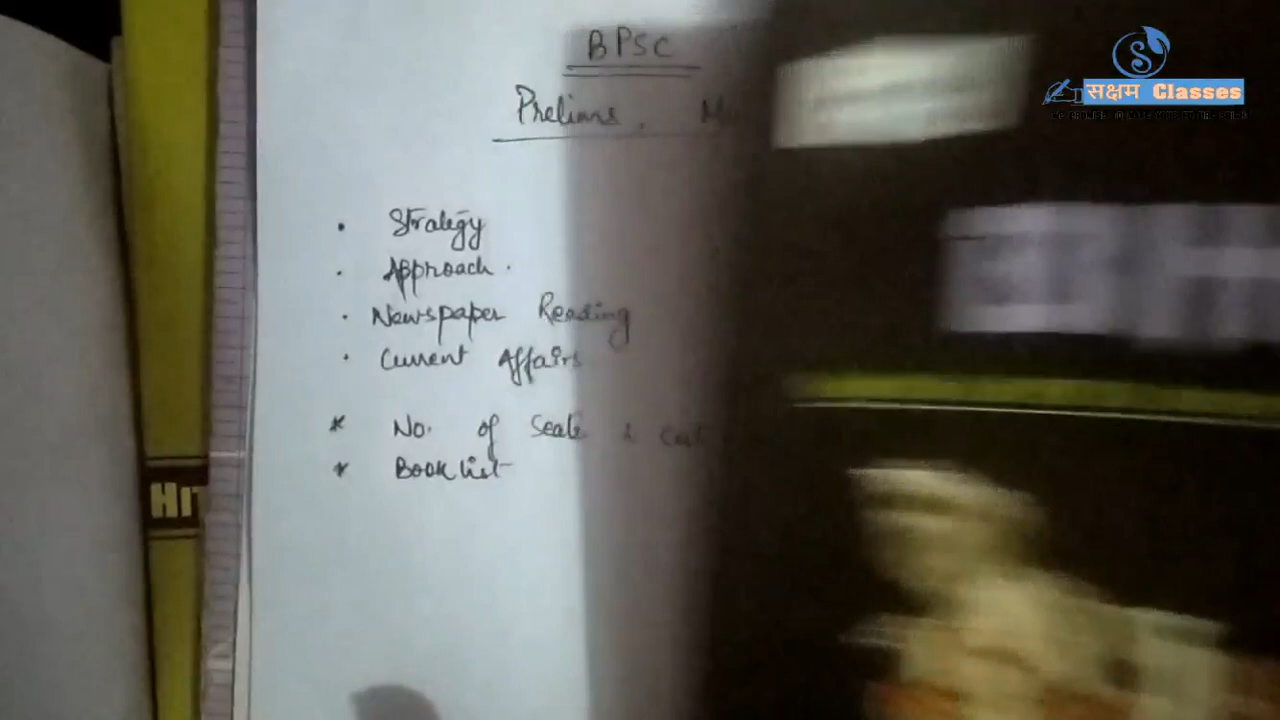 BPSC
Prelims,
सक्षम Classes
• Strategy
• Approach.
• Newspaper Reading
• Current Affairs
* No. of Seats &
* Book list
HIT